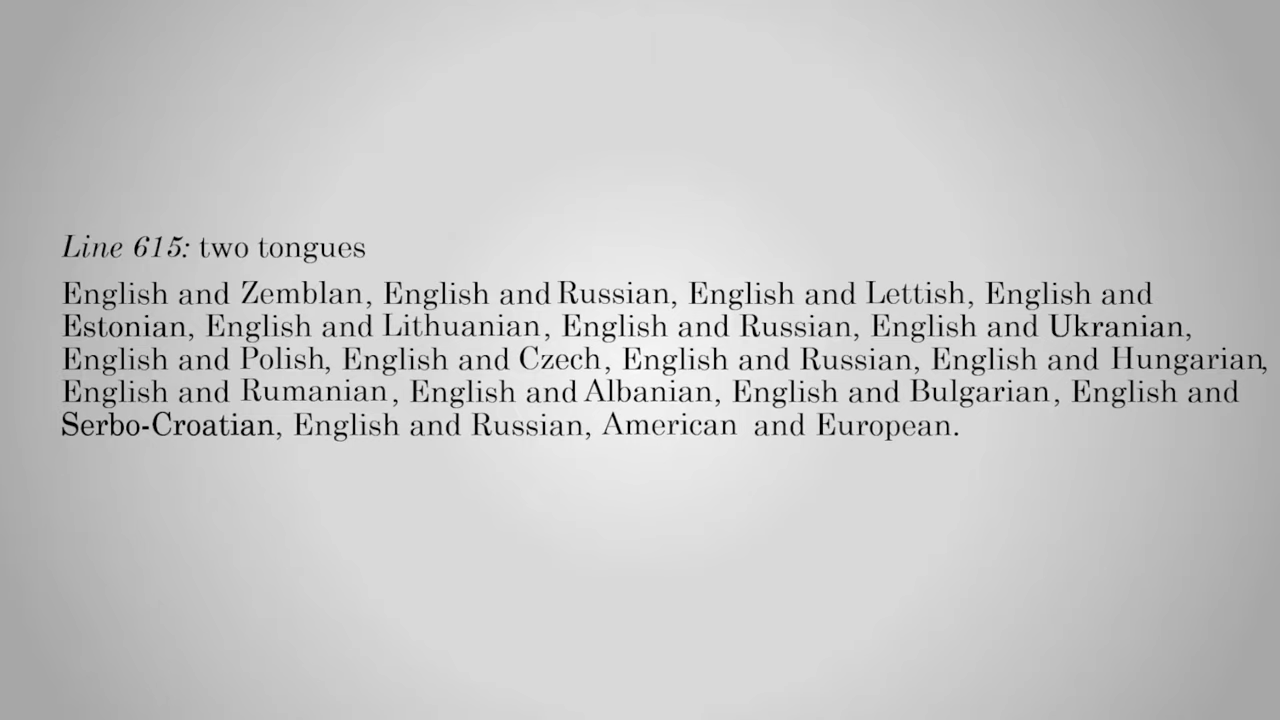 Line 615: two tongues
English and Zemblan, English and Russian, English and Lettish, English and
Estonian, English and Lithuanian, English and Russian, English and Ukranian,
English and Polish, English and Czech, English and Russian, English and Hungarian,
English and Rumanian, English and Albanian, English and Bulgarian, English and
Serbo-Croatian, English and Russian, American and European.